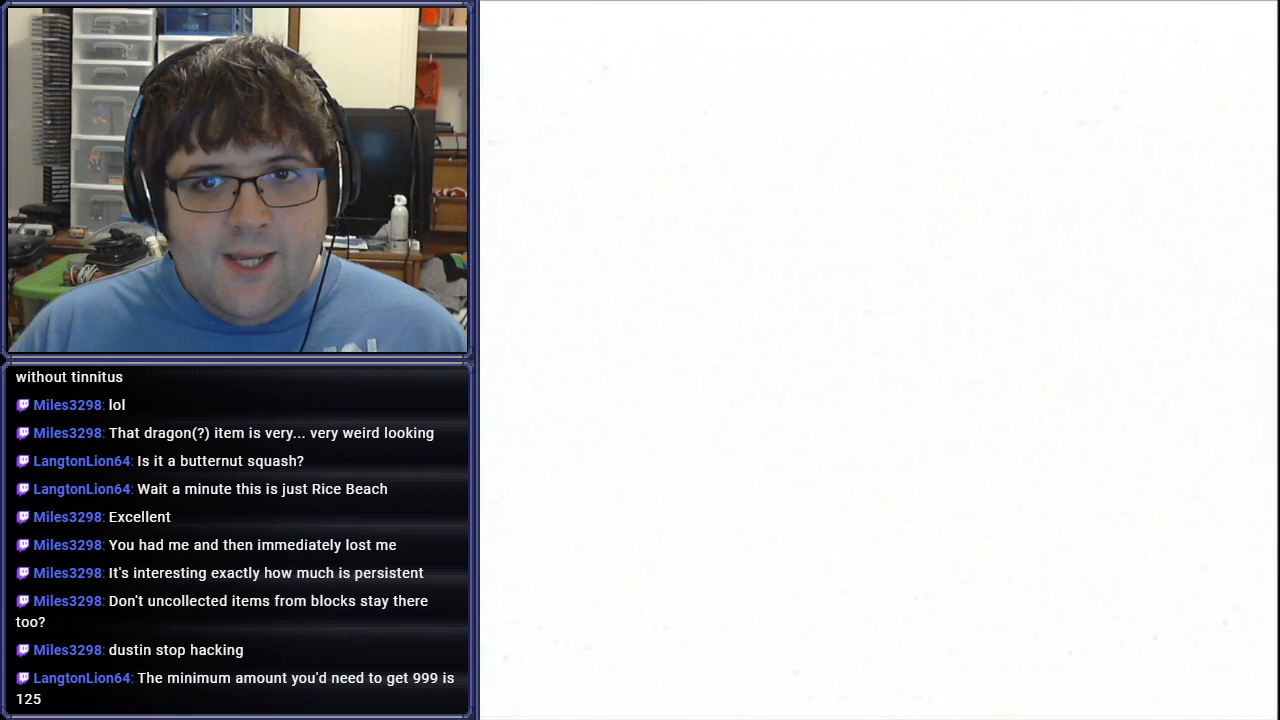 without tinnitus
Miles3298: lol
Miles3298: That dragon(?) item is very... very weird looking
LangtonLion64: Is it a butternut squash?
LangtonLion64: Wait a minute this is just Rice Beach
Miles3298: Excellent
Miles3298: You had me and then immediately lost me
Miles3298: It's interesting exactly how much is persistent
Miles3298: Don't uncollected items from blocks stay there
too?
Miles3298: dustin stop hacking
LangtonLion64: The minimum amount you'd need to get 999 is
125